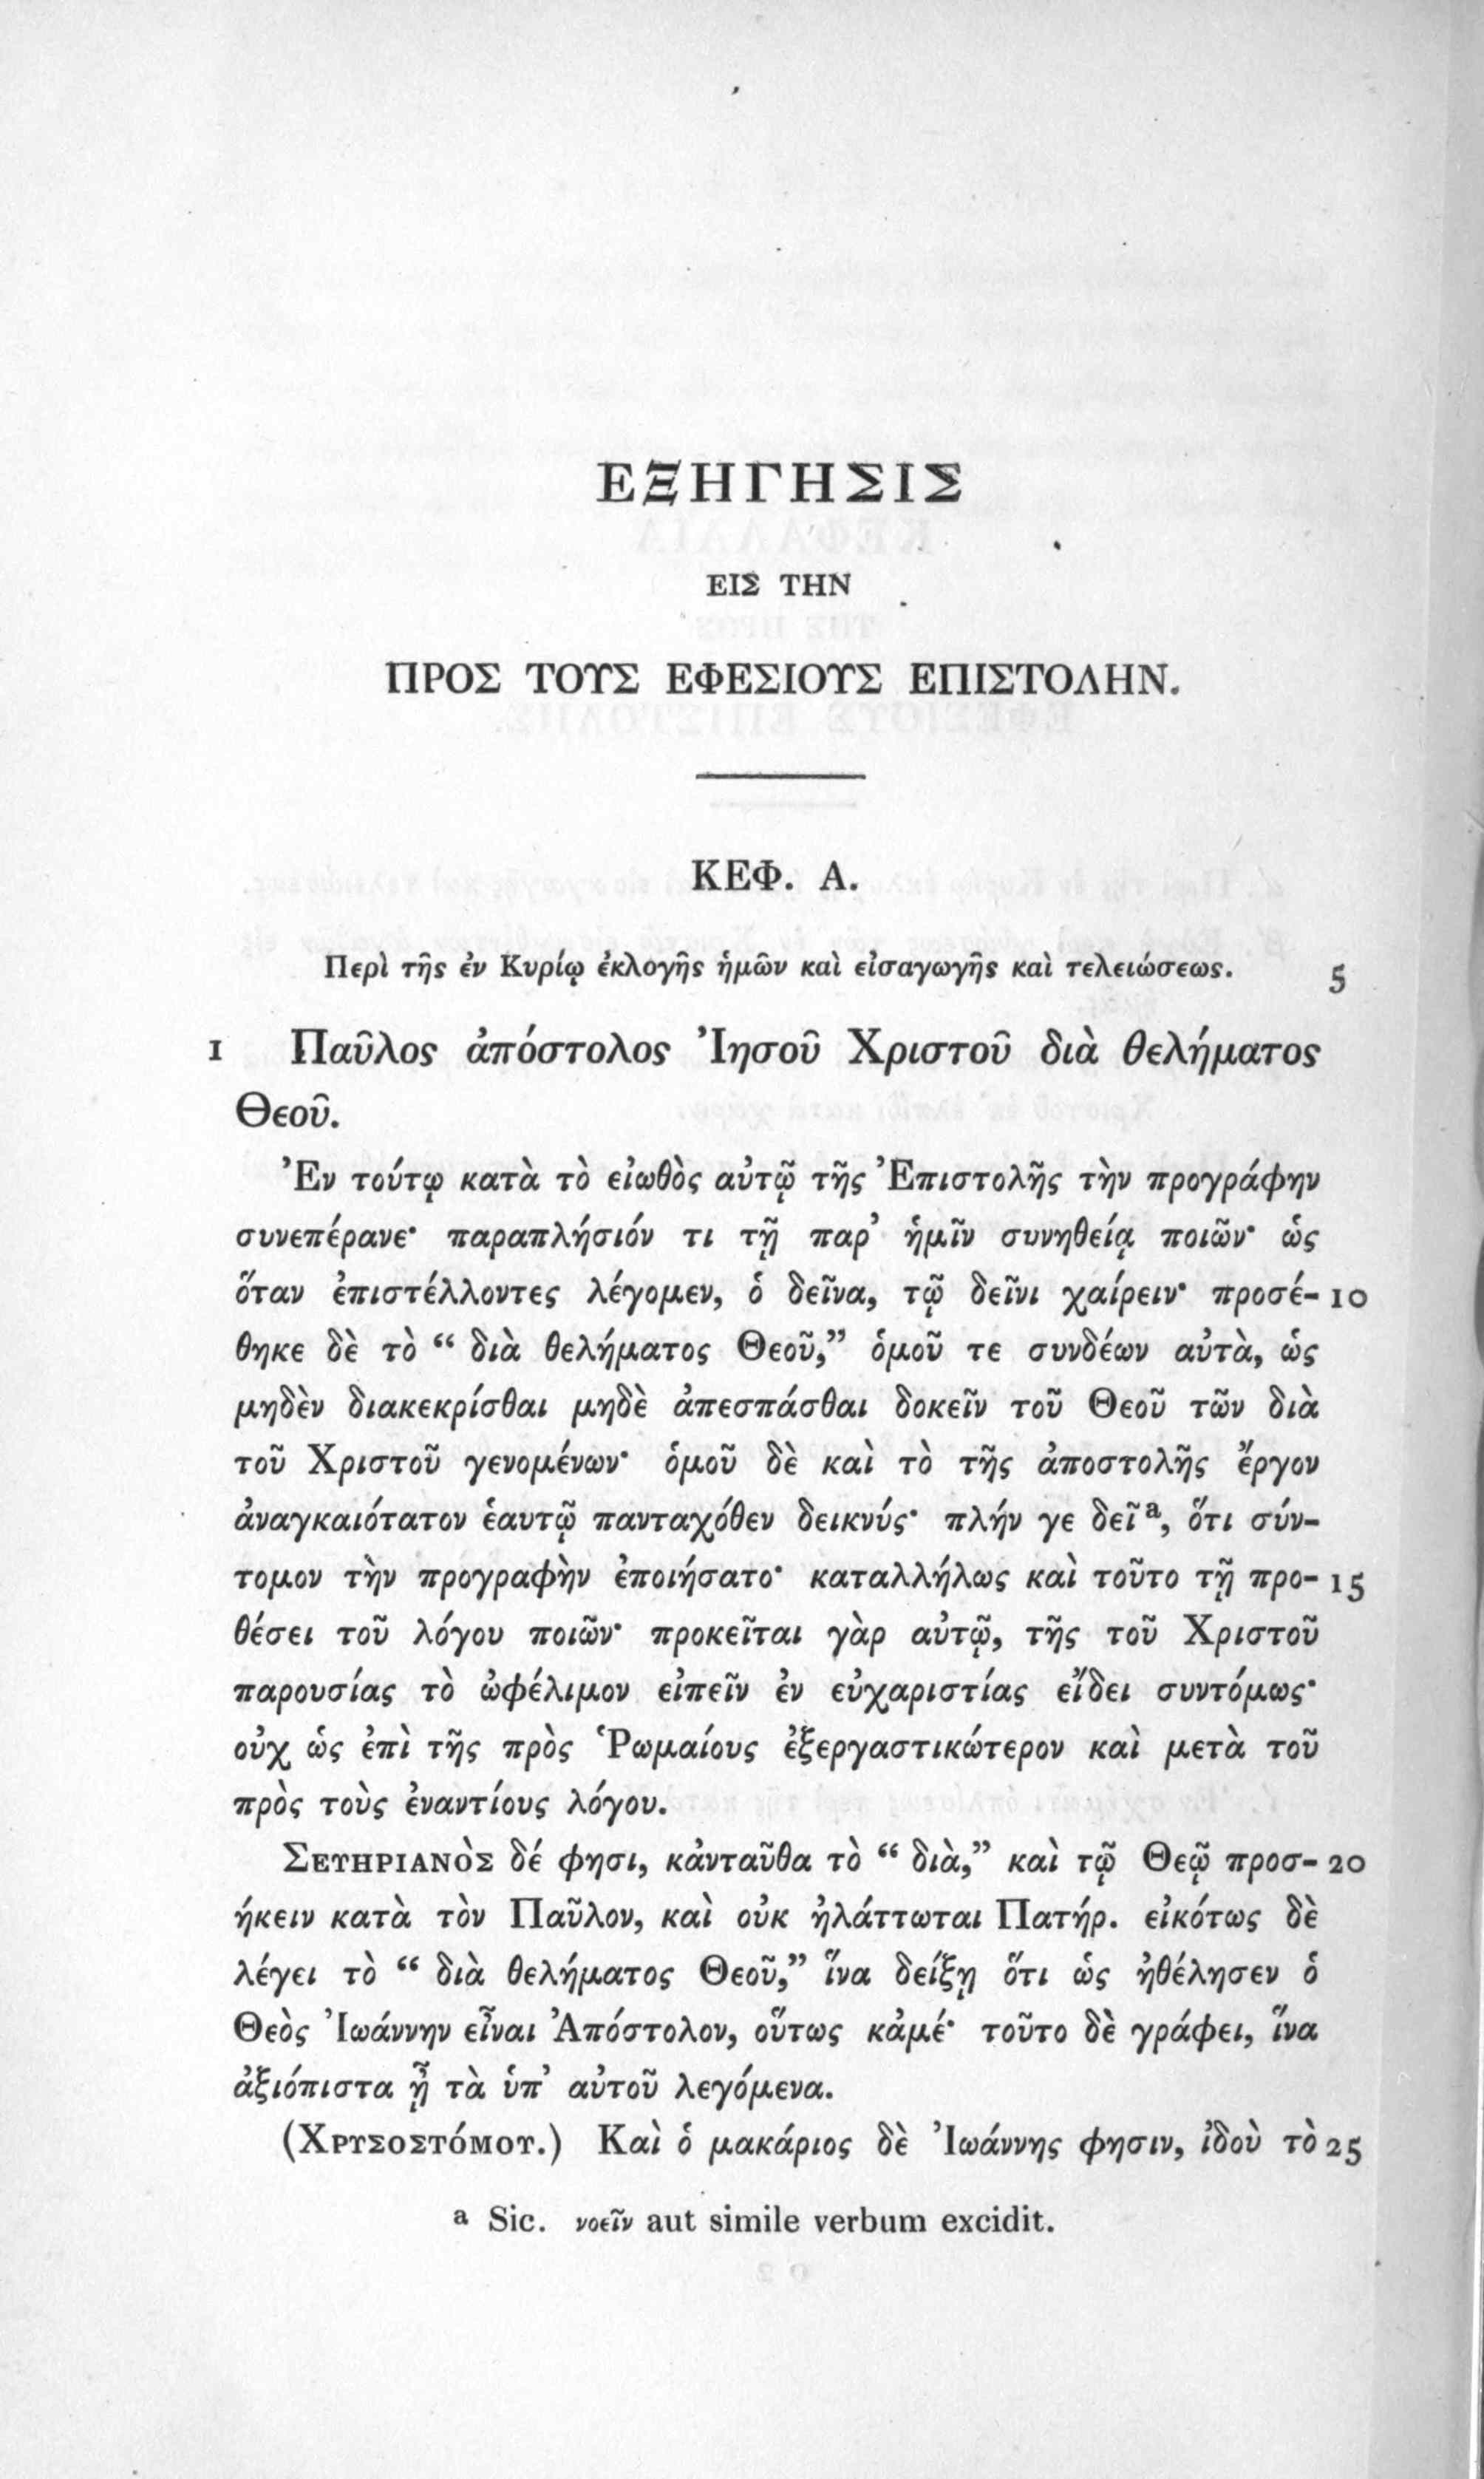 ΕΞΗΓΗΣΙΣ
ΕΙΣ ΤΗΝ
ΠΡΟΣ ΤΟΥΣ ΕΦΕΣΙΟΥΣ ΕΠΙΣΤΟΛΗΝ.
ΚΕΦ. Α.
Περὶ τῆς ἐν Κυρίῳ ἐκλογῆς ἡμῶν καὶ εἰσαγωγῆς καὶ τελειώσεως. 5
1 Παῦλος ἀπόστολος Ἰησοῦ Χριστοῦ διὰ θελήματος
Θεοῦ.
Ἐν τούτῳ κατὰ τὸ εἰωθὸς αὐτῷ τῆς Ἐπιστολῆς τὴν προγράφην
συνεπέρανε· παραπλήσιόν τι τῇ παρ’ ἡμῖν συνηθείᾳ ποιῶν· ὡς
ὅταν ἐπιστέλλοντες λέγομεν, ὁ δεῖνα, τῷ δεῖνι χαίρειν· προσέ- 10
θηκε δὲ τὸ “ διὰ θελήματος Θεοῦ,” ὁμοῦ τε συνδέων αὐτὰ, ὡς
μηδὲν διακεκρίσθαι μηδὲ ἀπεσπάσθαι δοκεῖν τοῦ Θεοῦ τῶν διὰ
τοῦ Χριστοῦ γενομένων· ὁμοῦ δὲ καὶ τὸ τῆς ἀποστολῆς ἔργον
ἀναγκαιότατον ἑαυτῷ πανταχόθεν δεικνύς· πλήν γε δεῖ a, ὅτι σύν-
τομον τὴν προγραφὴν ἐποιήσατο· καταλλήλως καὶ τοῦτο τῇ προ- 15
θέσει τοῦ λόγου ποιῶν· προκεῖται γὰρ αὐτῷ, τῆς τοῦ Χριστοῦ
παρουσίας τὸ ὠφέλιμον εἰπεῖν ἐν εὐχαριστίας εἴδει συντόμως·
οὐχ ὡς ἐπὶ τῆς πρὸς Ῥωμαίους ἐξεργαστικώτερον καὶ μετὰ τοῦ
πρὸς τοὺς ἐναντίους λόγου.
ΣΕΥΗΡΙΑΝῸΣ δέ φησι, κἀνταῦθα τὸ “ διὰ,” καὶ τῷ Θεῷ προσ- 20
ήκειν κατὰ τὸν Παῦλον, καὶ οὐκ ἠλάττωται Πατήρ. εἰκότως δὲ
λέγει τὸ “ διὰ θελήματος Θεοῦ,” ἵνα δείξῃ ὅτι ὡς ἠθέλησεν ὁ
Θεὸς Ἰωάννην εἶναι Ἀπόστολον, οὕτως κἀμέ· τοῦτο δὲ γράφει, ἵνα
ἀξιόπιστα ᾖ τὰ ὑπ’ αὐτοῦ λεγόμενα.
(ΧΡΥΣΟΣΤΌΜΟΥ.) Καὶ ὁ μακάριος δὲ Ἰωάννης φησιν, ἰδοὺ τὸ 25
a Sic. νοεῖν aut simile verbum excidit.